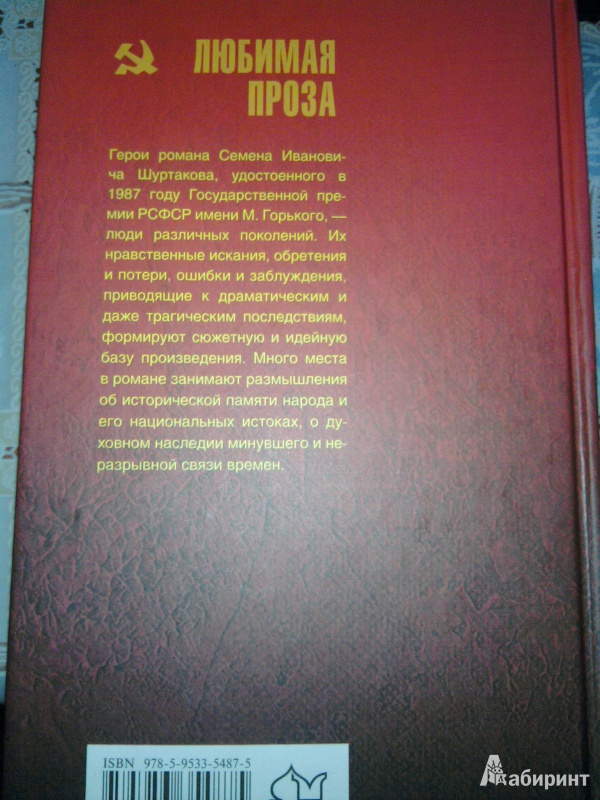 ЛЮБИМАЯ
ПРОЗА
Герои романа Семена Иванови-
ча Шуртакова, удостоенного в
1987 году Государственной пре-
мии РСФСР имени М. Горького, —
люди различных поколений. Их
нравственные искания, обретения
и потери, ошибки и заблуждения,
приводящие к драматическим и
даже трагическим последствиям,
формируют сюжетную и идейную
базу произведения. Много места
в романе занимают размышления
об исторической памяти народа и
его национальных истоках, о ду-
ховном наследии минувшего и не-
разрывной связи времен.
ISBN 978-5-9533-5487-5
Лабиринт